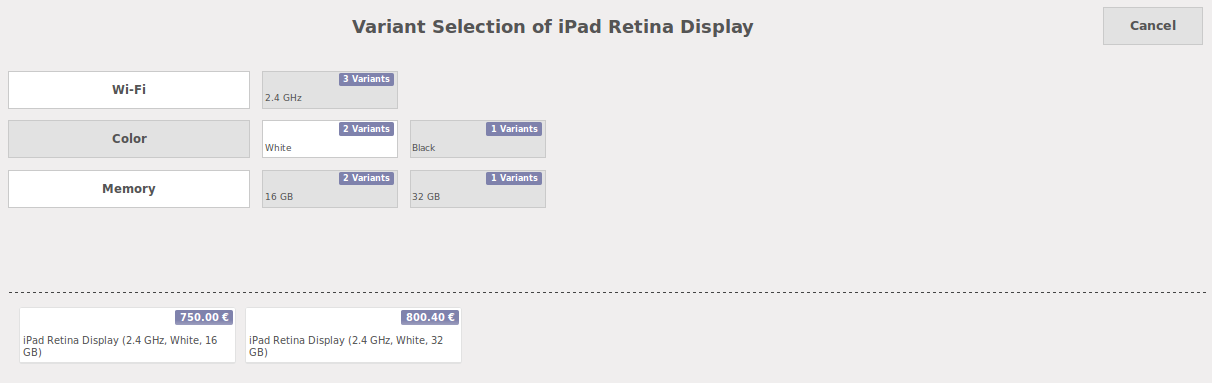 Variant Selection of iPad Retina Display
Cancel
Wi-Fi
3 Variants
2.4 GHz
Color
2 Variants
White
1 Variants
Black
Memory
2 Variants
16 GB
1 Variants
32 GB
750.00 €
iPad Retina Display (2.4 GHz, White, 16
GB)
800.40 €
iPad Retina Display (2.4 GHz, White, 32
GB)